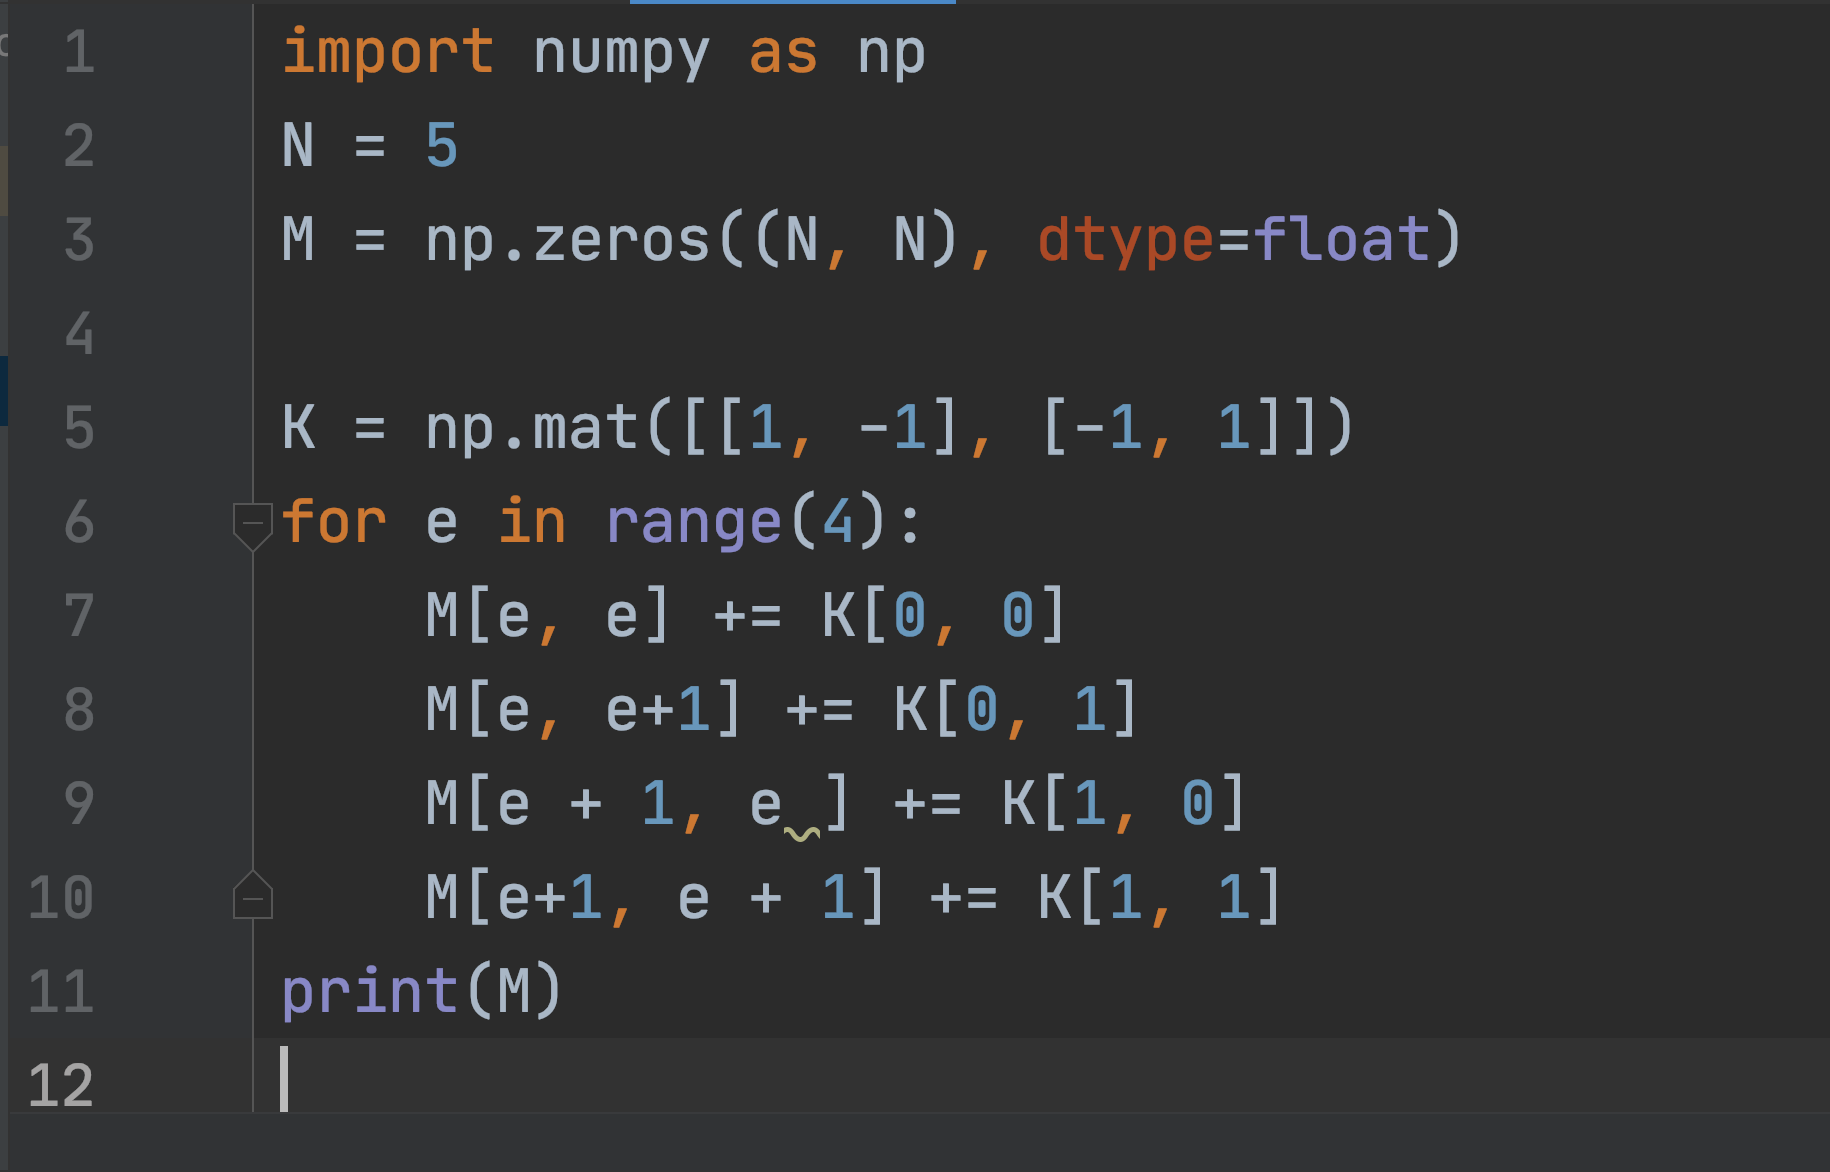 1 import numpy as np
2 N = 5
3 M = np.zeros((N, N), dtype=float)
4
5 K = np.mat([[1, -1], [-1, 1]])
6 for e in range(4):
7     M[e, e] += K[0, 0]
8     M[e, e+1] += K[0, 1]
9     M[e + 1, e ] += K[1, 0]
10     M[e+1, e + 1] += K[1, 1]
11 print(M)
12